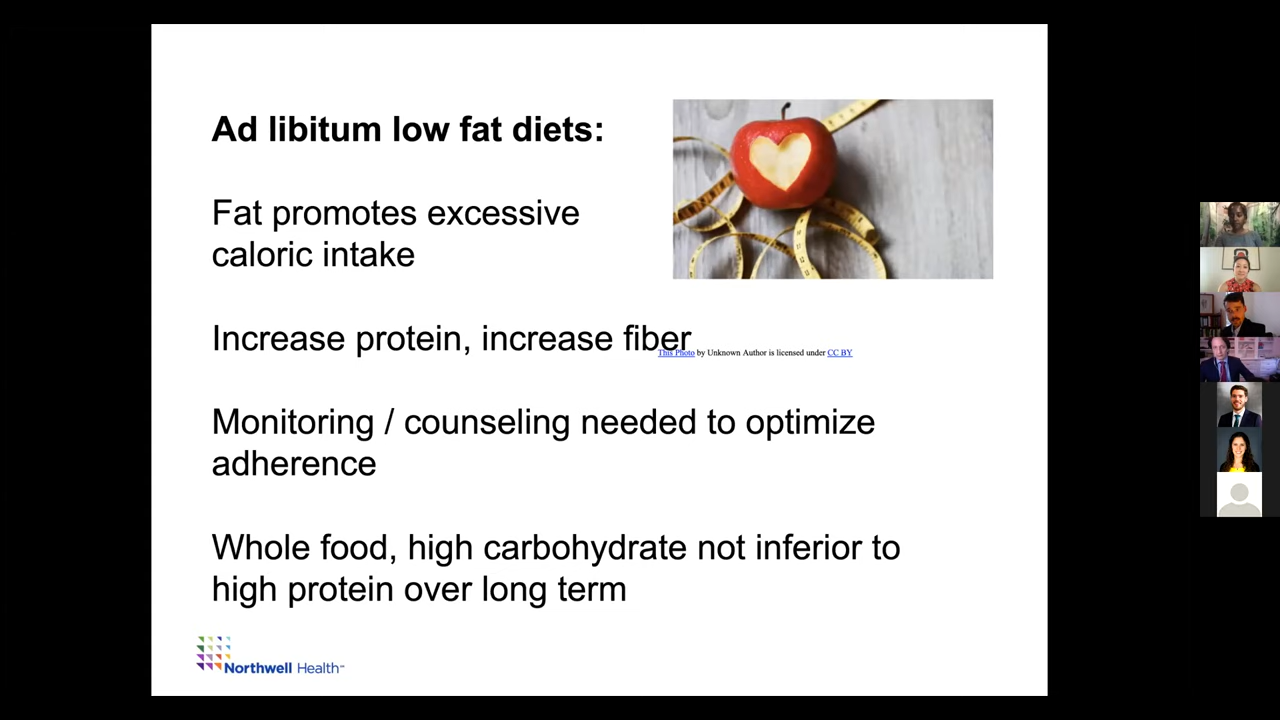 Ad libitum low fat diets:
Fat promotes excessive
caloric intake
Increase protein, increase fiber
This Photo by Unknown Author is licensed under CC BY
Monitoring / counseling needed to optimize
adherence
Whole food, high carbohydrate not inferior to
high protein over long term
Northwell Health℠